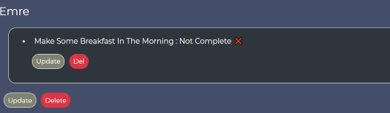 Emre
• Make Some Breakfast In The Morning : Not Complete ❌
Update Del
Update Delete